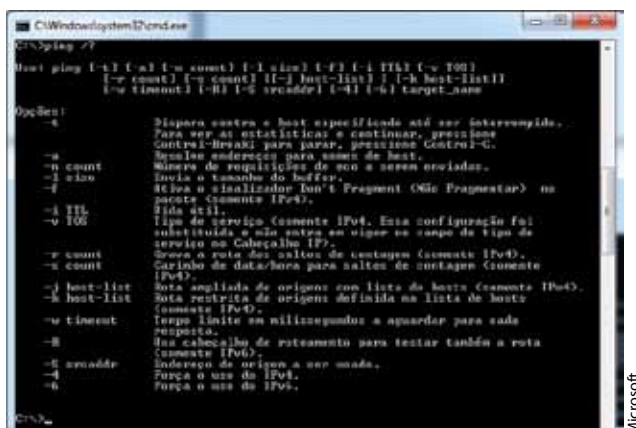 C:\Windows\system32\cmd.exe
C:\>ping /?
Uso: ping [-t] [-a] [-n count] [-l size] [-f] [-i TTL] [-v TOS]
[-r count] [-s count] [[-j host-list] | [-k host-list]]
[-w timeout] [-R] [-S srcaddr] [-4] [-6] target_name
Opções:
-t Dispara contra o host especificado até ser interrompido.
Para ver as estatísticas e continuar, pressione
Control-Break; para parar, pressione Control-C.
-a Resolve endereços para nomes de host.
-n count Número de requisições de eco a serem enviadas.
-l size Envia o tamanho do buffer.
-f Ativa o sinalizador Don't Fragment (Não Fragmentar) no
pacote (somente IPv4).
-i TTL Vida útil.
-v TOS Tipo de serviço (somente IPv4. Essa configuração foi
substituída e não entra em vigor no campo de tipo de
serviço no Cabeçalho IP).
-r count Grava a rota dos saltos de contagem (somente IPv4).
-s count Carimbo de data/hora para saltos de contagem (somente
IPv4).
-j host-list Rota ampliada de origens com lista de hosts (somente IPv4).
-k host-list Rota restrita de origens definida na lista de hosts
(somente IPv4).
-w timeout Tempo limite em milissegundos a aguardar para cada
resposta.
-R Usa cabeçalho de roteamento para testar também a rota
(somente IPv6).
-S srcaddr Endereço de origem a ser usado.
-4 Força o uso do IPv4.
-6 Força o uso do IPv6.
C:\>_
Microsoft